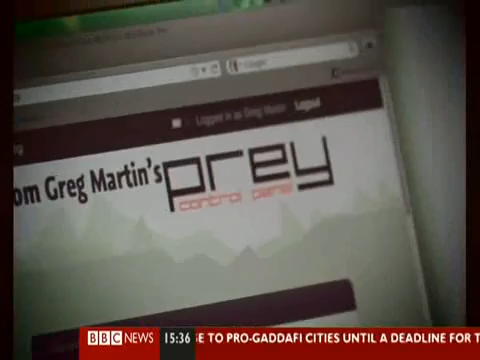 Google
Logged in as Greg Martin Logout
om Greg Martin's prey
control panel
BBC NEWS 15:36 E TO PRO-GADDAFI CITIES UNTIL A DEADLINE FOR T